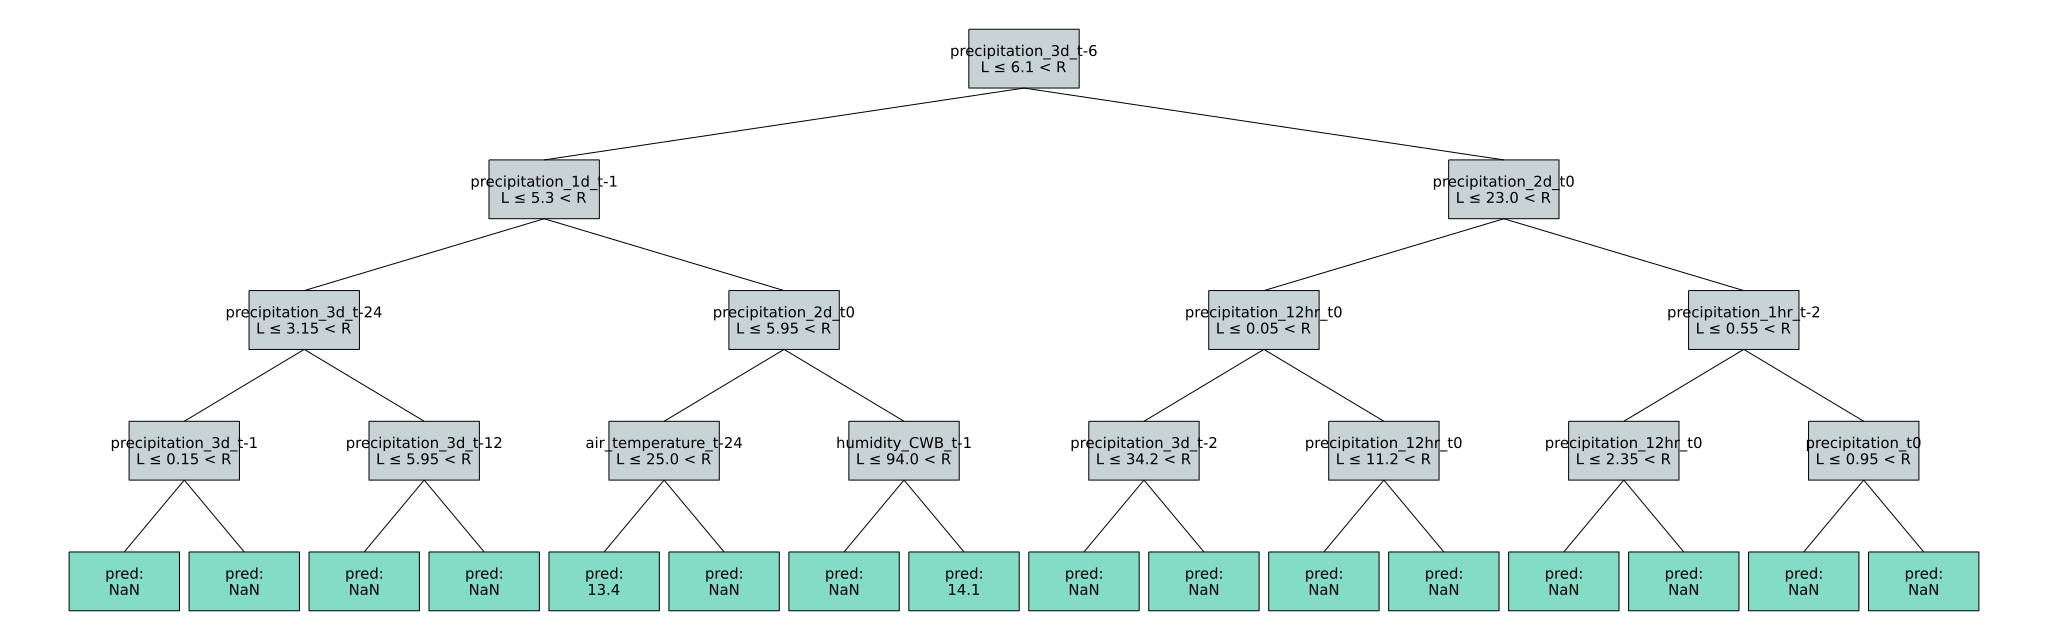 precipitation_3d_t-6
L ≤ 6.1 < R
precipitation_1d_t-1
L ≤ 5.3 < R
precipitation_2d_t0
L ≤ 23.0 < R
precipitation_3d_t-24
L ≤ 3.15 < R
precipitation_2d_t0
L ≤ 5.95 < R
precipitation_12hr_t0
L ≤ 0.05 < R
precipitation_1hr_t-2
L ≤ 0.55 < R
precipitation_3d_t-1
L ≤ 0.15 < R
precipitation_3d_t-12
L ≤ 5.95 < R
air_temperature_t-24
L ≤ 25.0 < R
humidity_CWB_t-1
L ≤ 94.0 < R
precipitation_3d_t-2
L ≤ 34.2 < R
precipitation_12hr_t0
L ≤ 11.2 < R
precipitation_12hr_t0
L ≤ 2.35 < R
precipitation_t0
L ≤ 0.95 < R
pred:
NaN
pred:
NaN
pred:
NaN
pred:
NaN
pred:
13.4
pred:
NaN
pred:
NaN
pred:
14.1
pred:
NaN
pred:
NaN
pred:
NaN
pred:
NaN
pred:
NaN
pred:
NaN
pred:
NaN
pred:
NaN